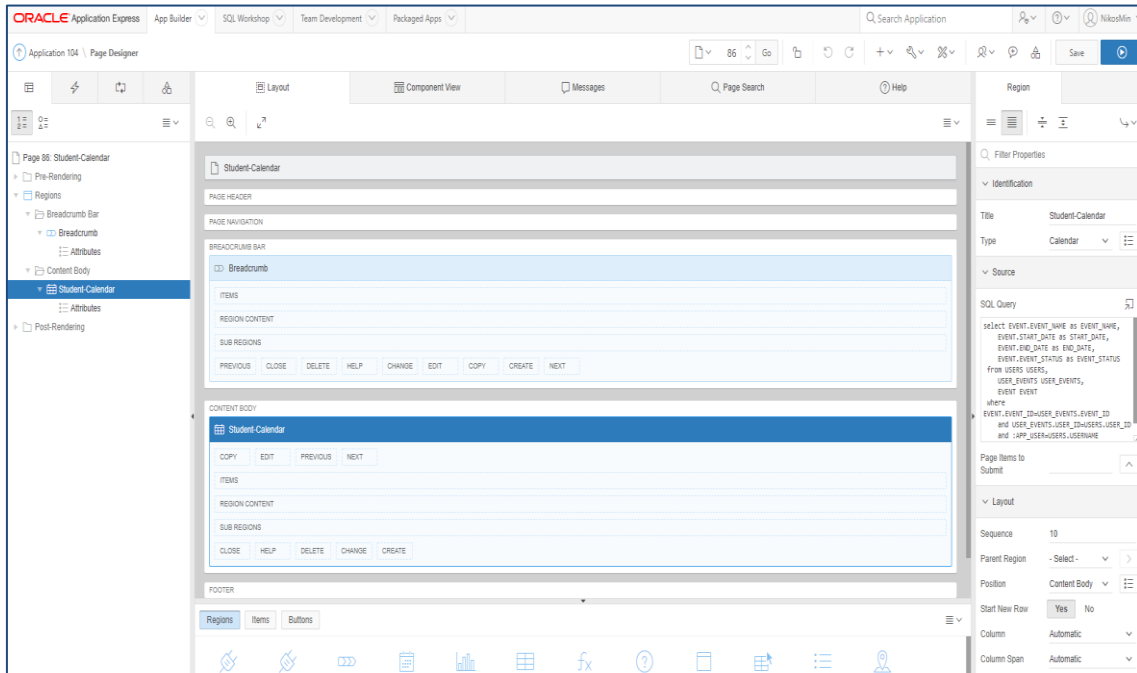 ORACLE Application Express App Builder SQL Workshop Team Development Packaged Apps Search Application NikosMin
Application 104 \ Page Designer 86 Go Save
Layout Component View Messages Page Search Help Region
Page 86: Student-Calendar
Pre-Rendering
Regions
Breadcrumb Bar
Breadcrumb
Attributes
Content Body
Student-Calendar
Attributes
Post-Rendering
Student-Calendar
PAGE HEADER
PAGE NAVIGATION
BREADCRUMB BAR
Breadcrumb
ITEMS
REGION CONTENT
SUB REGIONS
PREVIOUS CLOSE DELETE HELP CHANGE EDIT COPY CREATE NEXT
CONTENT BODY
Student-Calendar
COPY EDIT PREVIOUS NEXT
ITEMS
REGION CONTENT
SUB REGIONS
CLOSE HELP DELETE CHANGE CREATE
FOOTER
Regions Items Buttons
Filter Properties
Identification
Title Student-Calendar
Type Calendar
Source
SQL Query
select EVENT.EVENT_NAME as EVENT_NAME,
EVENT.START_DATE as START_DATE,
EVENT.END_DATE as END_DATE,
EVENT.EVENT_STATUS as EVENT_STATUS
from USERS USERS,
USER_EVENTS USER_EVENTS,
EVENT EVENT
where
EVENT.EVENT_ID=USER_EVENTS.EVENT_ID
and USER_EVENTS.USER_ID=USERS.USER_ID
and :APP_USER=USERS.USERNAME
Page Items to
Submit
Layout
Sequence 10
Parent Region - Select -
Position Content Body
Start New Row Yes No
Column Automatic
Column Span Automatic